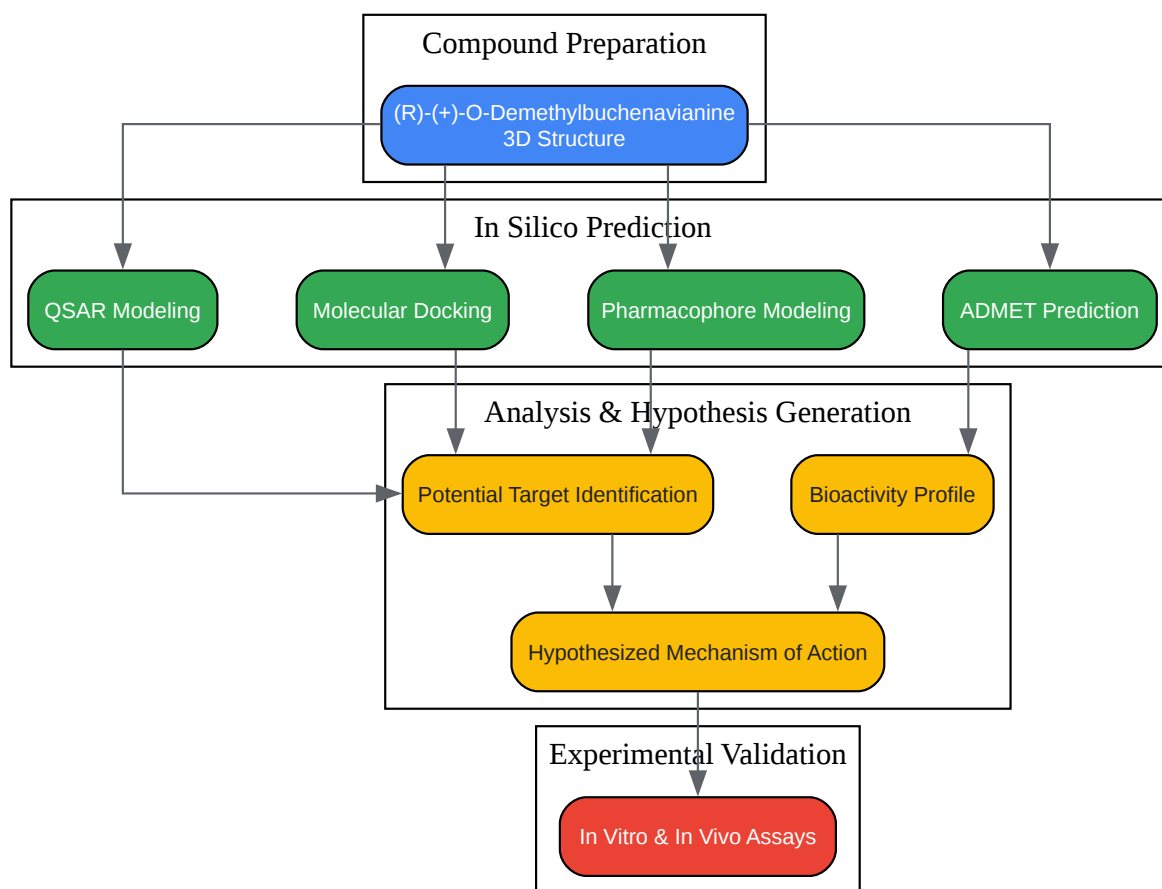 Compound Preparation
(R)-(+)-O-Demethylbuchenavianine
3D Structure
In Silico Prediction
QSAR Modeling
Molecular Docking
Pharmacophore Modeling
ADMET Prediction
Analysis & Hypothesis Generation
Potential Target Identification
Bioactivity Profile
Hypothesized Mechanism of Action
Experimental Validation
In Vitro & In Vivo Assays